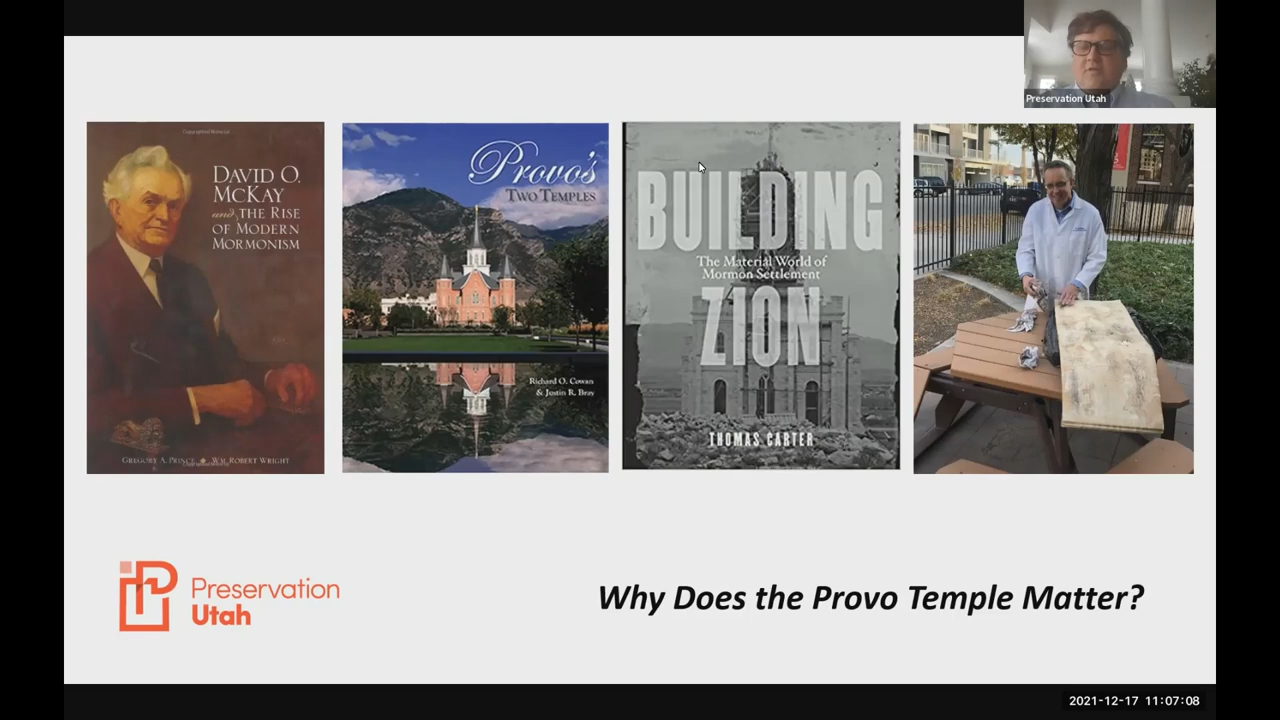 Preservation Utah
DAVID O.
MCKAY
and THE RISE
OF MODERN
MORMONISM
GREGORY A. PRINCE WM. ROBERT WRIGHT
Provo's
TWO TEMPLES
Richard O. Cowan
& Justin R. Bray
BUILDING
The Material World of
Mormon Settlement
ZION
THOMAS CARTER
Preservation
Utah
Why Does the Provo Temple Matter?
2021-12-17 11:07:08